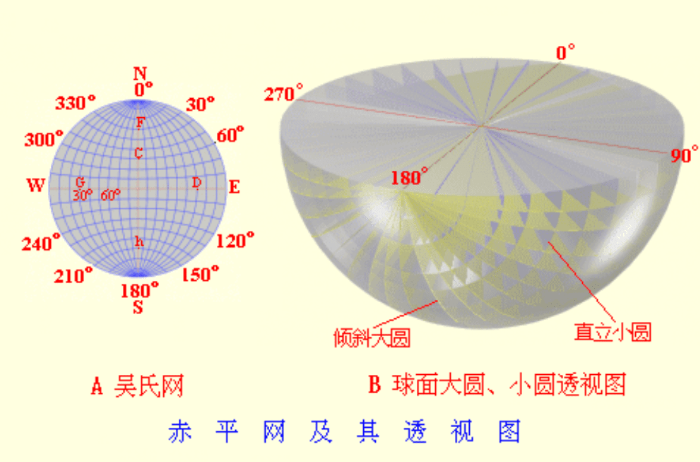 N
0°
330°
30°
F
300°
60°
C
W
G
D
E
30° 60°
h
240°
120°
210°
150°
180°
S
0°
270°
90°
180°
倾斜大圆
直立小圆
A 吴氏网
B 球面大圆、小圆透视图
赤平网及其透视图